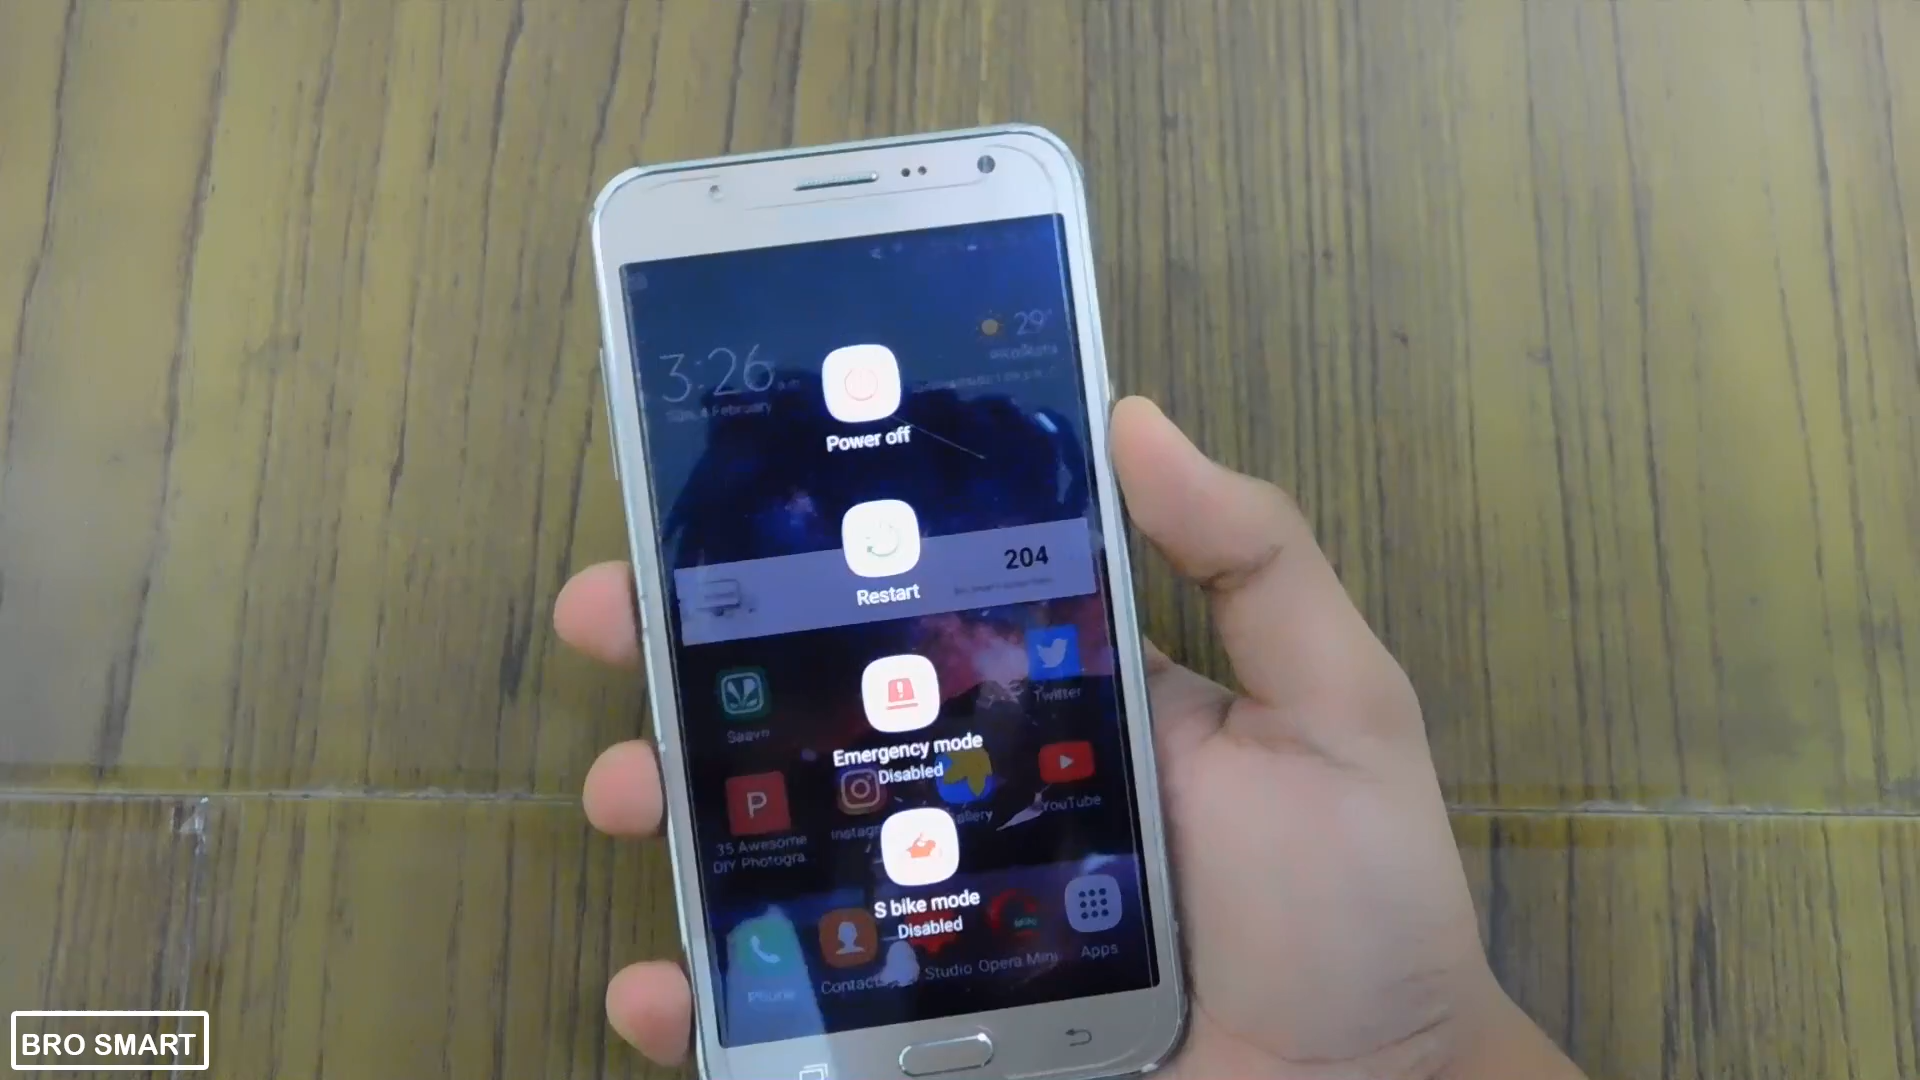 3:26
29°
Power off
204
Restart
Twitter
Saavn
Emergency mode
Disabled
YouTube
35 Awesome
DIY Photogra
S bike mode
Disabled
Apps
Studio
Opera Mini
Phone
BRO SMART